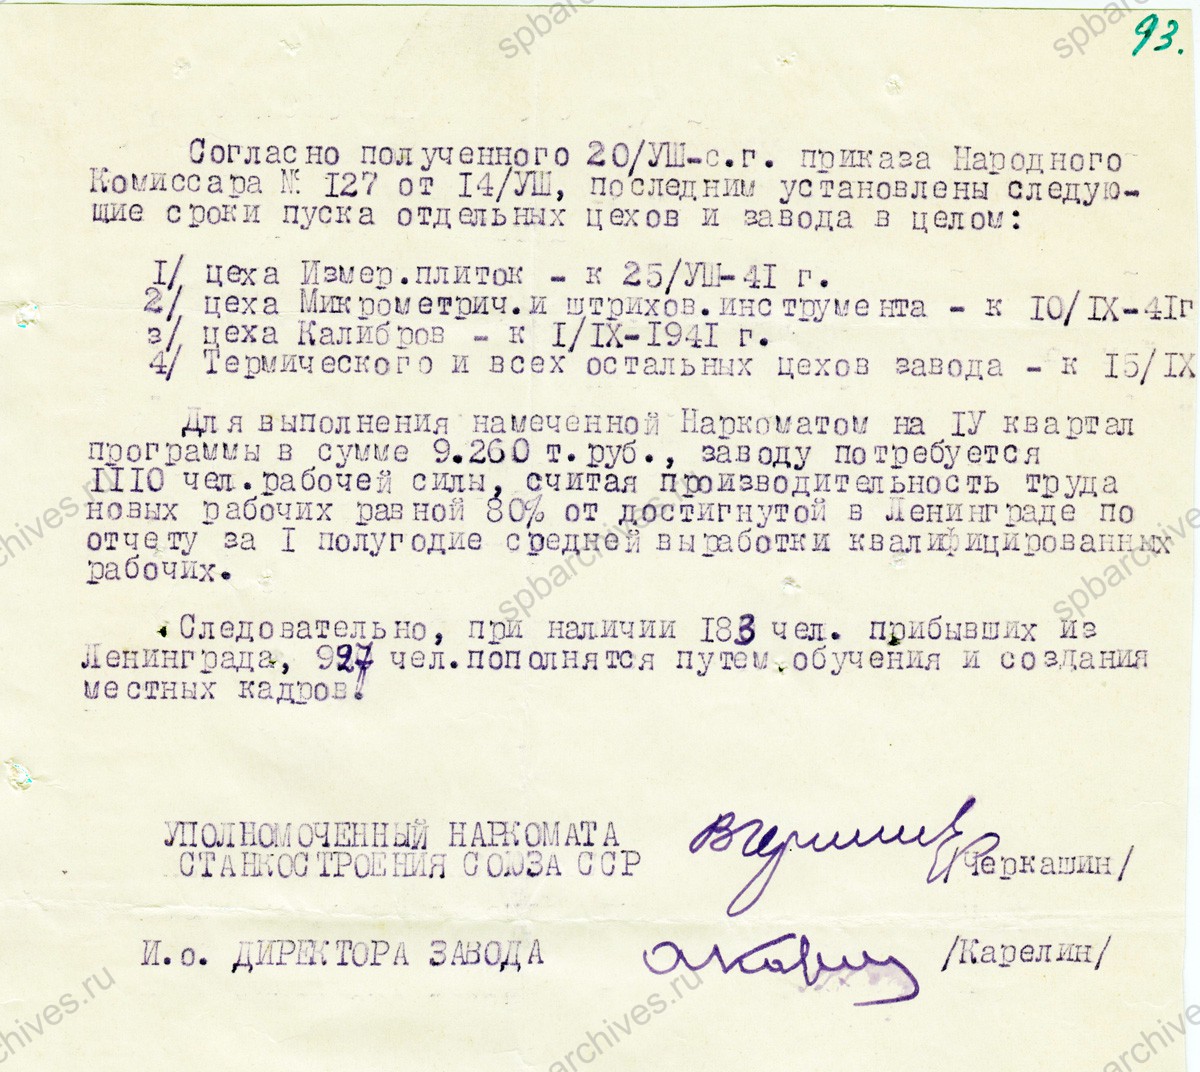 93.
Согласно полученного 20/УШ-с.г. приказа Народного
Комиссара № 127 от 14/УШ, последним установлены следую-
щие сроки пуска отдельных цехов и завода в целом:
1/ цеха Измер.плиток - к 25/УШ-41 г.
2/ цеха Микрометрич.и штрихов.инструмента - к 10/IX-41г
3/ цеха Калибров - к 1/IX-1941 г.
4/ Термического и всех остальных цехов завода - к 15/IX
Для выполнения намеченной Наркоматом на IУ квартал
программы в сумме 9.260 т.руб., заводу потребуется
1110 чел.рабочей силы, считая производительность труда
новых рабочих равной 80% от достигнутой в Ленинграде по
отчету за I полугодие средней выработки квалифицированных
рабочих.
Следовательно, при наличии 183 чел. прибывших из
Ленинграда, 927 чел.пополнятся путем обучения и создания
местных кадров.
УПОЛНОМОЧЕННЫЙ НАРКОМАТА
СТАНКОСТРОЕНИЯ СОЮЗА ССР /Черкашин/
И.о. ДИРЕКТОРА ЗАВОДА /Карелин/
spbarchives.ru